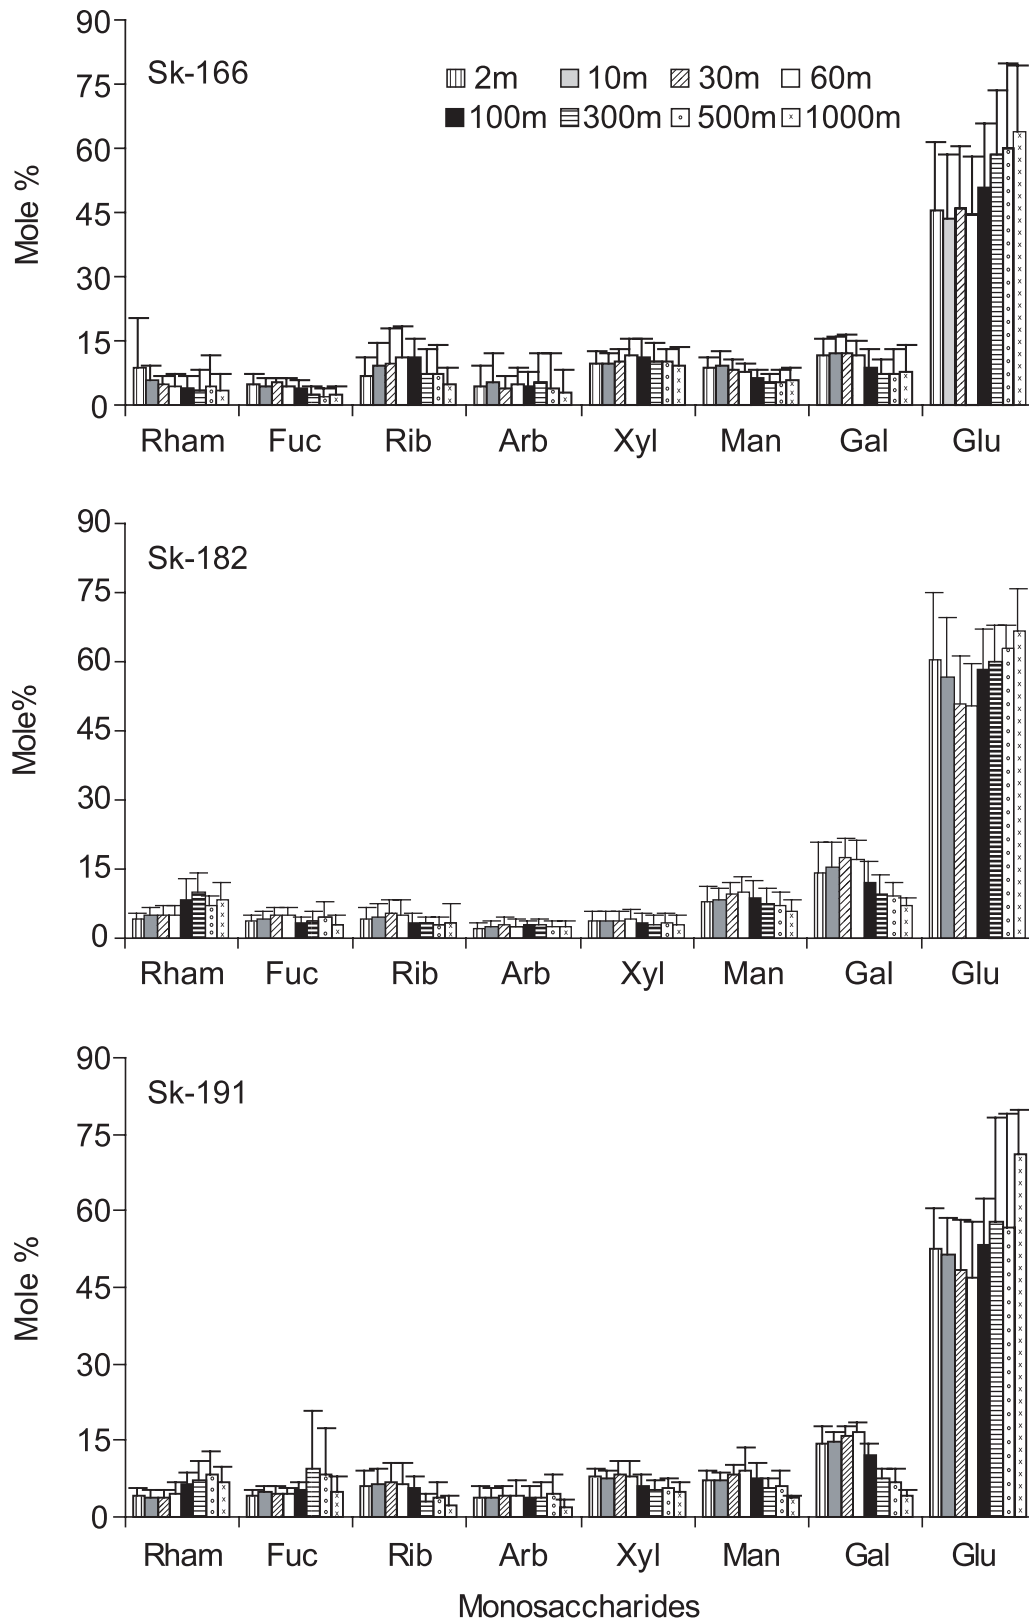 90
Sk-166
2m 10m 30m 60m
75
100m 300m 500m 1000m
60
Mole %
45
30
15
0
Rham Fuc Rib Arb Xyl Man Gal Glu
90
Sk-182
75
60
Mole%
45
30
15
0
Rham Fuc Rib Arb Xyl Man Gal Glu
90
Sk-191
75
60
Mole %
45
30
15
0
Rham Fuc Rib Arb Xyl Man Gal Glu
Monosaccharides